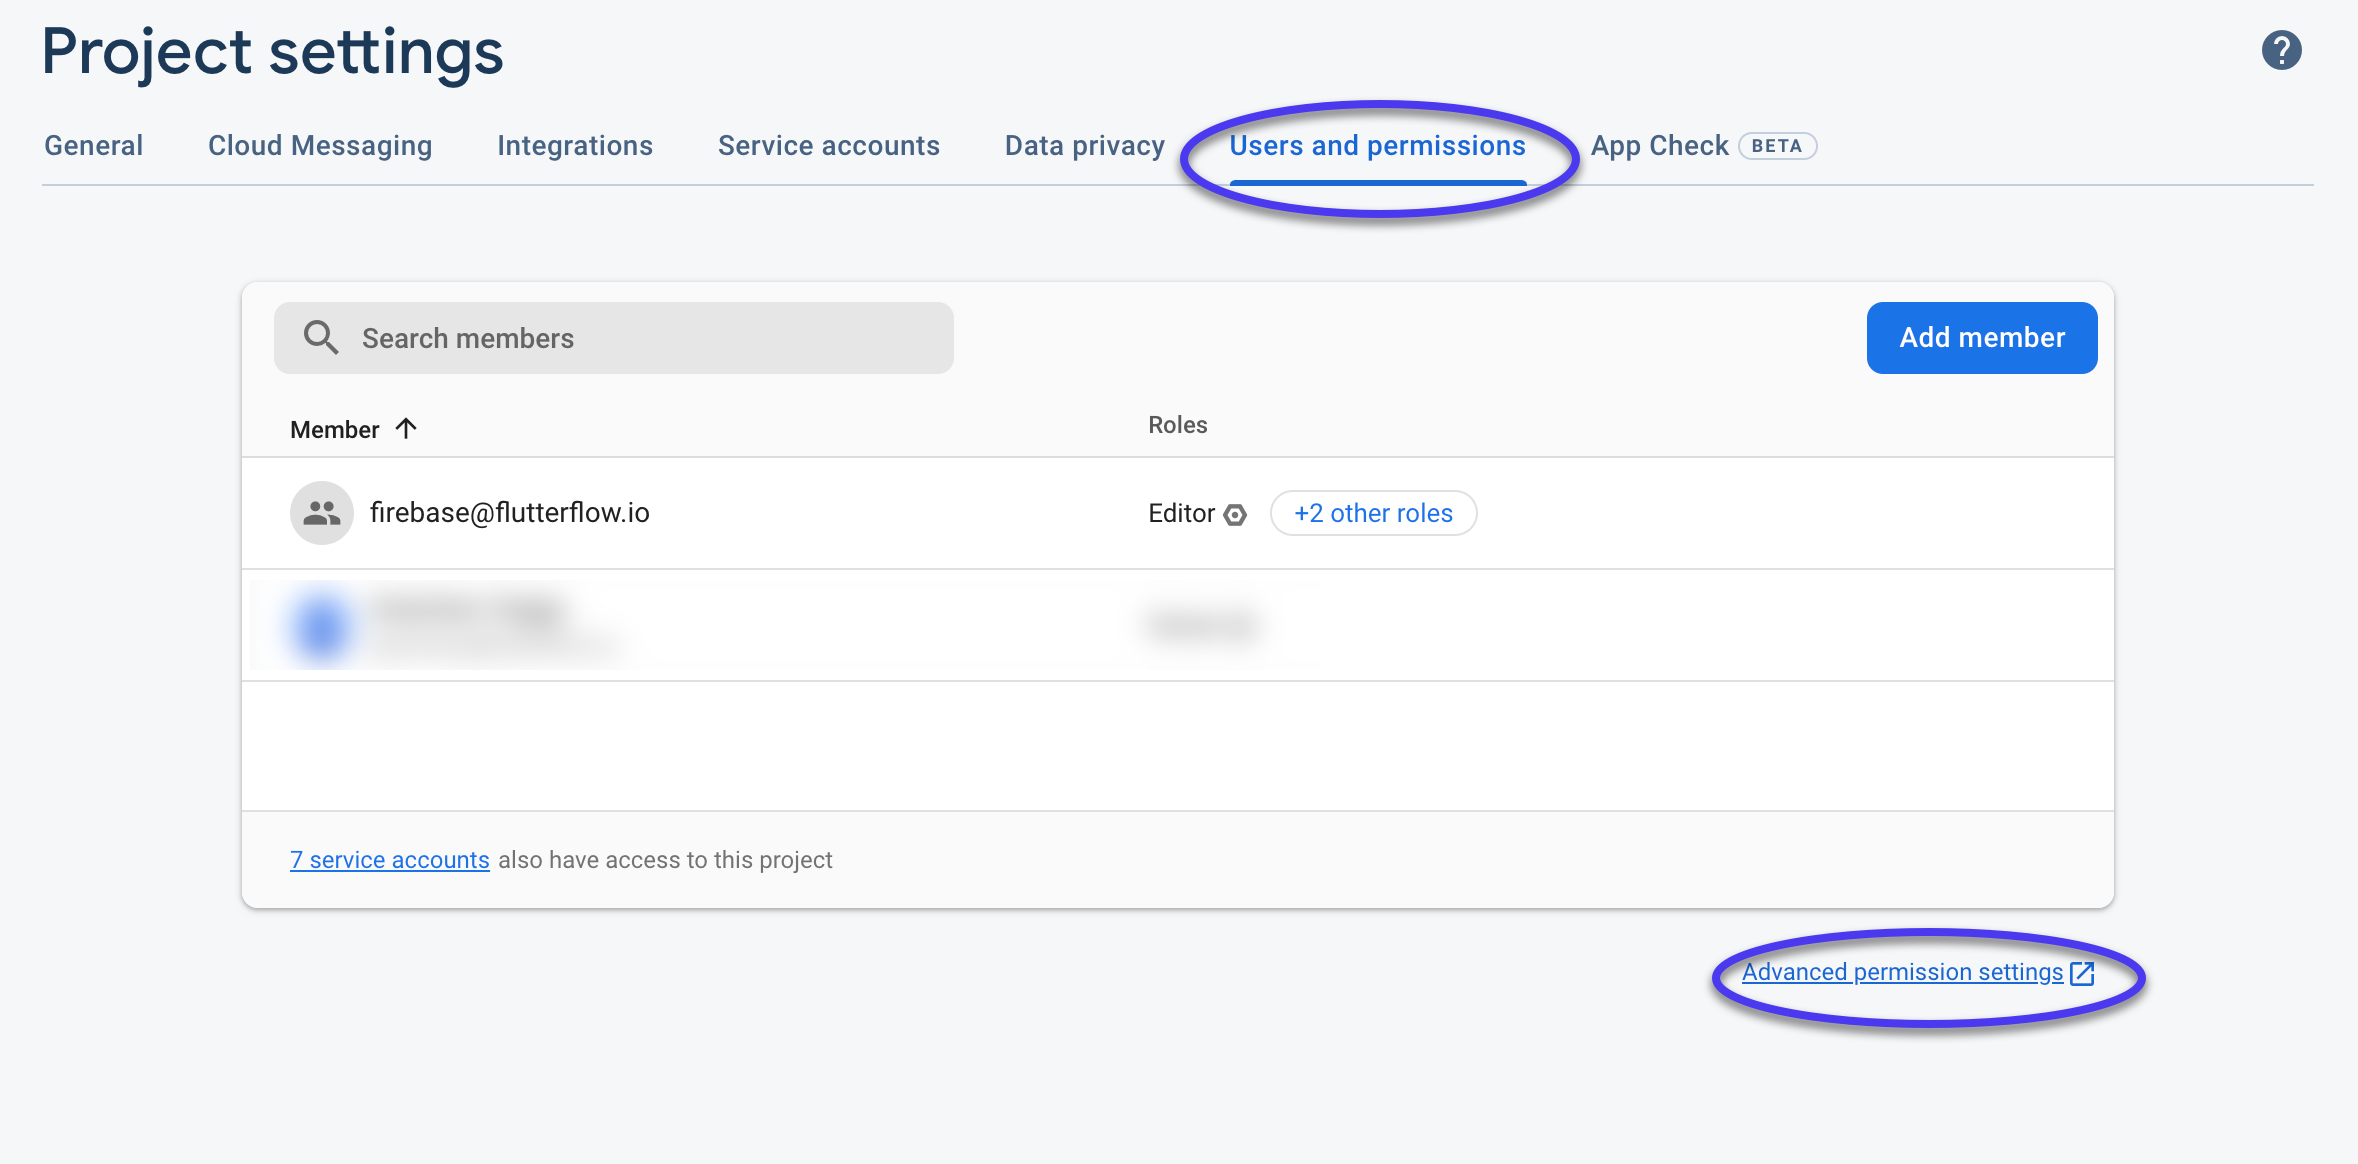 Project settings
General Cloud Messaging Integrations Service accounts Data privacy Users and permissions App Check BETA
Search members
Add member
Member Roles
firebase@flutterflow.io Editor +2 other roles
7 service accounts also have access to this project
Advanced permission settings